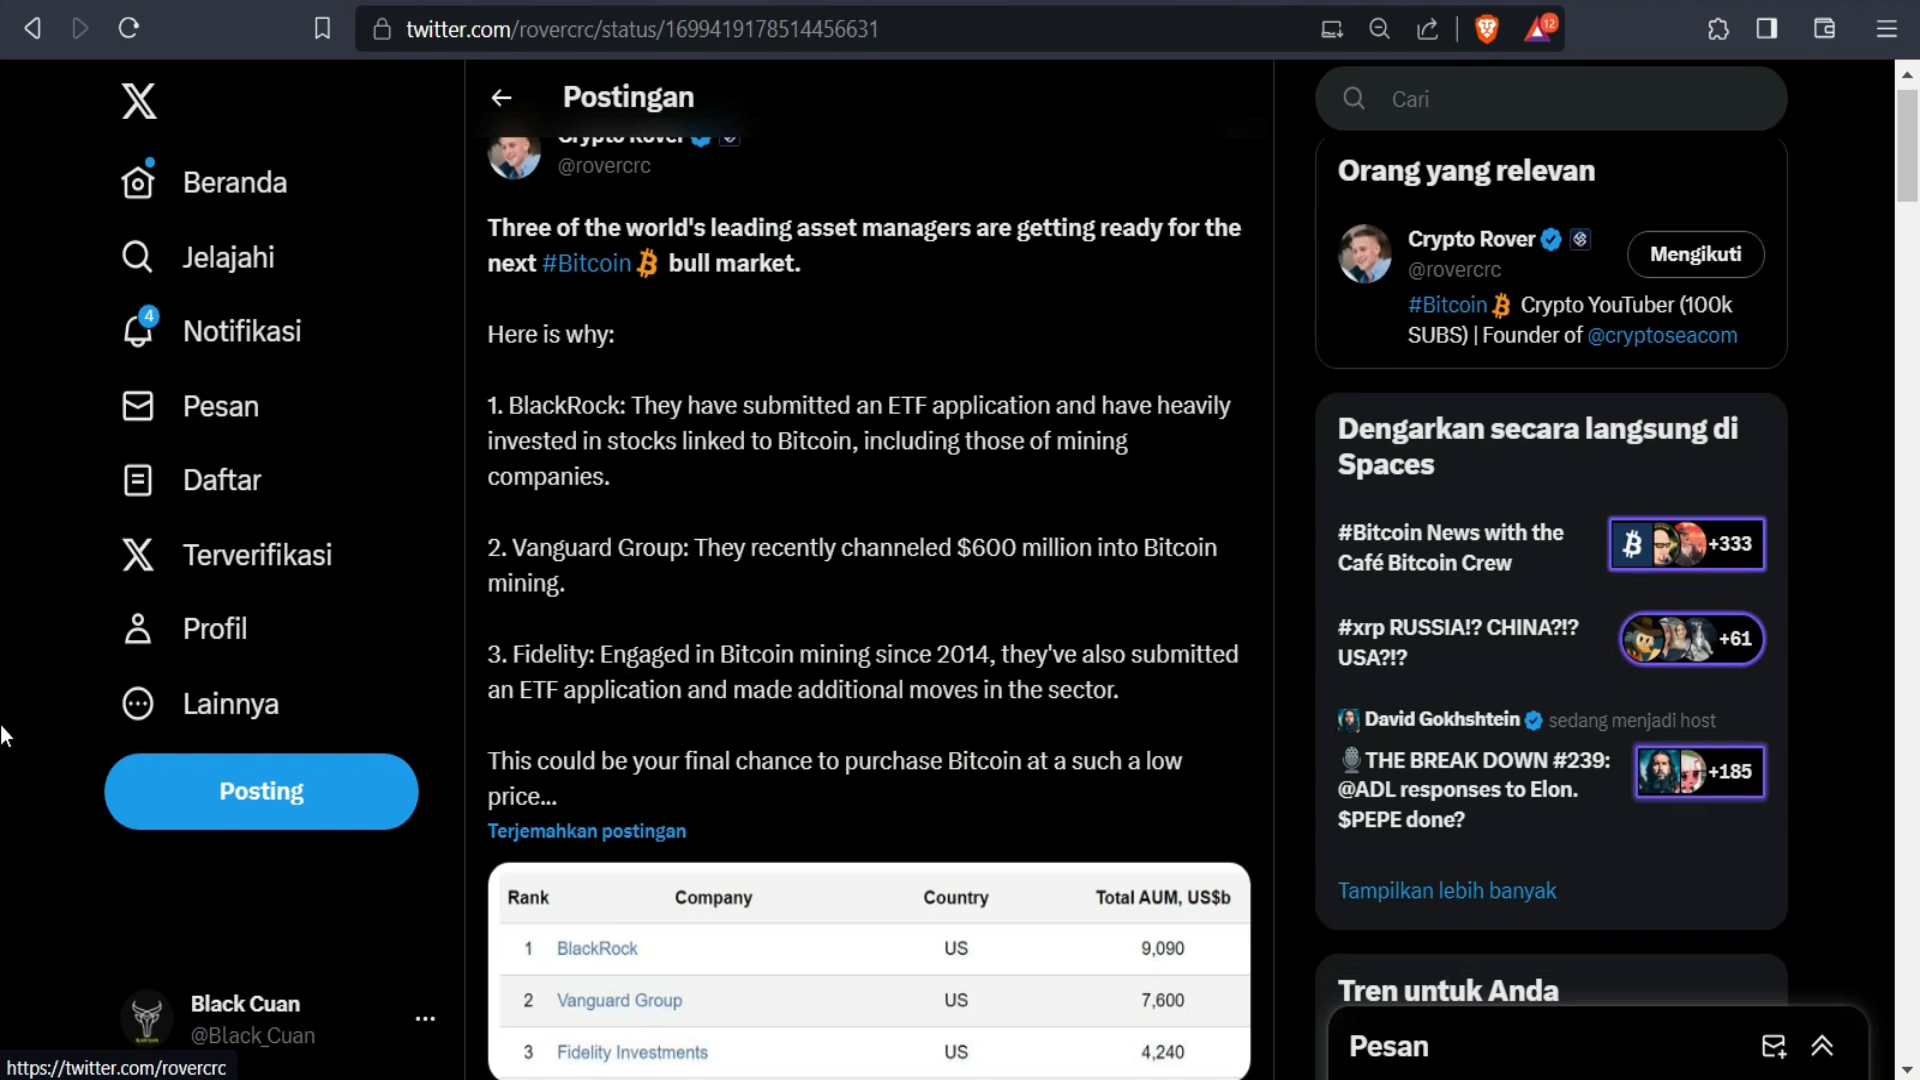 twitter.com/rovercrc/status/1699419178514456631
12
Postingan
Cari
Beranda
Jelajahi
4
Notifikasi
Pesan
Daftar
Terverifikasi
Profil
Lainnya
Posting
Black Cuan
@Black_Cuan
https://twitter.com/rovercrc
Crypto Rover
@rovercrc
Three of the world's leading asset managers are getting ready for the
next #Bitcoin bull market.
Here is why:
1. BlackRock: They have submitted an ETF application and have heavily
invested in stocks linked to Bitcoin, including those of mining
companies.
2. Vanguard Group: They recently channeled $600 million into Bitcoin
mining.
3. Fidelity: Engaged in Bitcoin mining since 2014, they've also submitted
an ETF application and made additional moves in the sector.
This could be your final chance to purchase Bitcoin at a such a low
price...
Terjemahkan postingan
Rank Company Country Total AUM, US$b
1 BlackRock US 9,090
2 Vanguard Group US 7,600
3 Fidelity Investments US 4,240
Orang yang relevan
Crypto Rover
@rovercrc
Mengikuti
#Bitcoin Crypto YouTuber (100k
SUBS) | Founder of @cryptoseacom
Dengarkan secara langsung di
Spaces
#Bitcoin News with the
Café Bitcoin Crew
+333
#xrp RUSSIA!? CHINA?!?
USA?!?
+61
David Gokhshtein sedang menjadi host
THE BREAK DOWN #239:
@ADL responses to Elon.
$PEPE done?
+185
Tampilkan lebih banyak
Tren untuk Anda
Pesan